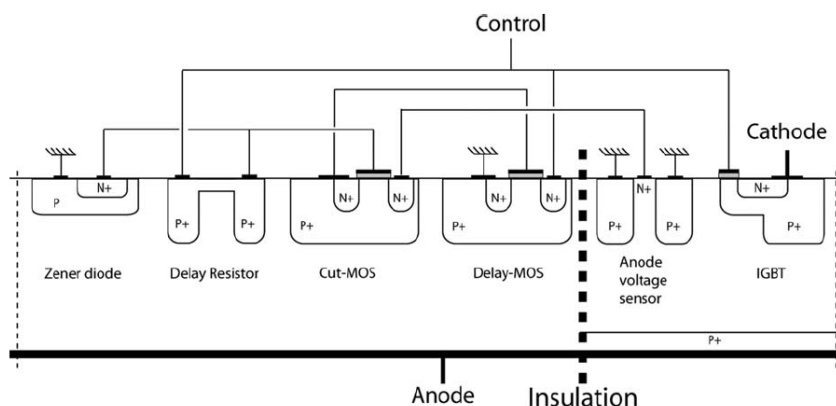 Control
Cathode
N+
P
P+
P+
P+
N+
N+
P+
N+
N+
P+
N+
P+
N+
P+
Zener diode
Delay Resistor
Cut-MOS
Delay-MOS
Anode
voltage
sensor
IGBT
P+
Anode
Insulation